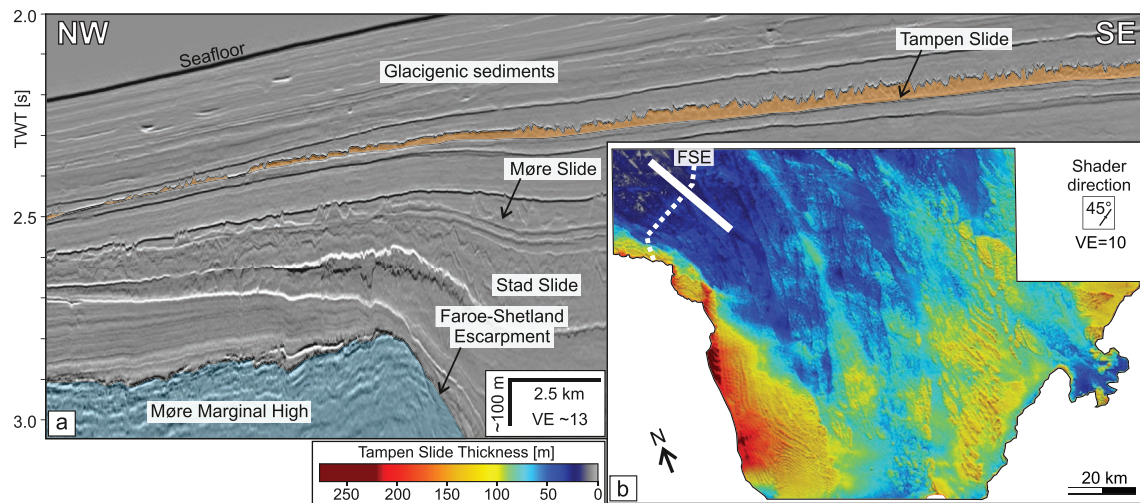 2.0
NW
SE
Seafloor
Glacigenic sediments
Tampen Slide
TWT [s]
FSE
Shader
direction
45°
VE=10
Møre Slide
2.5
Stad Slide
Faroe-Shetland
Escarpment
Møre Marginal High
~100 m
2.5 km
VE ~13
3.0
a
Tampen Slide Thickness [m]
250 200 150 100 50 0
N
b
20 km